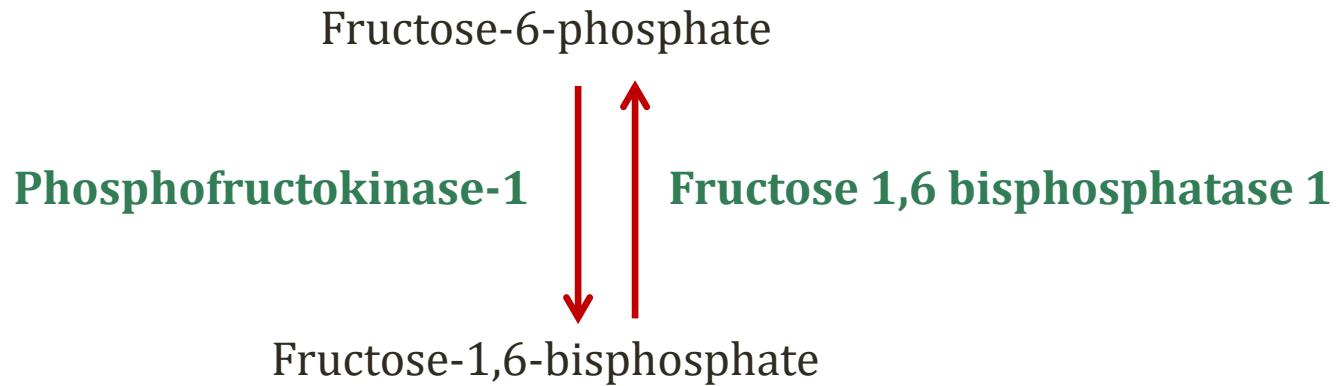 Fructose-6-phosphate
Phosphofructokinase-1
Fructose 1,6 bisphosphatase 1
Fructose-1,6-bisphosphate